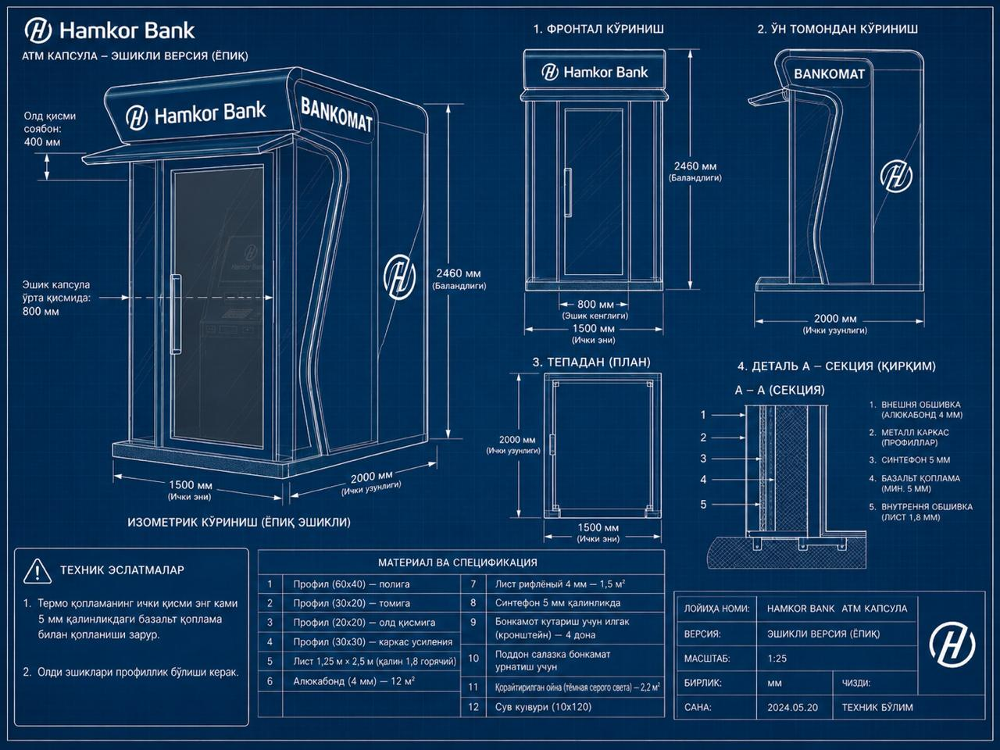 Hamkor Bank
АТМ КАПСУЛА – ЭШИКЛИ ВЕРСИЯ (ЁПИҚ)
Hamkor Bank
BANKOMAT
Олд қисми
соябон:
400 мм
Эшик капсула
ўрта қисмида:
800 мм
Hamkor Bank
2460 мм
(Баландлиги)
1500 мм
(Ички эни)
2000 мм
(Ички узунлиги)
ИЗОМЕТРИК КЎРИНИШ (ЁПИҚ ЭШИКЛИ)
1. ФРОНТАЛ КЎРИНИШ
Hamkor Bank
2460 мм
(Баландлиги)
800 мм
(Эшик кенглиги)
1500 мм
(Ички эни)
2. ЎН ТОМОНДАН КЎРИНИШ
BANKOMAT
2000 мм
(Ички узунлиги)
3. ТЕПАДАН (ПЛАН)
2000 мм
(Ички узунлиги)
1500 мм
(Ички эни)
4. ДЕТАЛЬ А – СЕКЦИЯ (ҚИРҚИМ)
А – А (СЕКЦИЯ)
1
2
3
4
5
1. ВНЕШНЯ ОБШИВКА
(АЛЮКАБОНД 4 ММ)
2. МЕТАЛЛ КАРКАС
(ПРОФИЛЛАР)
3. СИНТЕФОН 5 ММ
4. БАЗАЛЬТ ҚОПЛАМА
(МИН. 5 ММ)
5. ВНУТРЕННЯ ОБШИВКА
(ЛИСТ 1,8 ММ)
ТЕХНИК ЭСЛАТМАЛАР
1. Термо қопламанинг ички қисми энг ками
5 мм қалинликдаги базальт қоплама
билан қопланиши зарур.
2. Олди эшиклари профиллик бўлиши керак.
МАТЕРИАЛ ВА СПЕЦИФИКАЦИЯ
1 Профил (60х40) — полига
2 Профил (30х20) — томига
3 Профил (20х20) — олд қисмига
4 Профил (30х30) — каркас усиления
5 Лист 1,25 м × 2,5 м (қалин 1,8 горячий)
6 Алюкабонд (4 мм) — 12 м²
7 Лист рифлёный 4 мм — 1,5 м²
8 Синтефон 5 мм қалинликда
9 Бонкамот кутариш учун илгак
(кронштейн) — 4 дона
10 Поддон салазка бонкамат
урнатиш учун
11 Қорайтирилган ойна (тёмная серого света) — 2,2 м²
12 Сув қувури (10х120)
ЛОЙИҲА НОМИ: HAMKOR BANK АТМ КАПСУЛА
ВЕРСИЯ: ЭШИКЛИ ВЕРСИЯ (ЁПИҚ)
МАСШТАБ: 1:25
БИРЛИК: мм ЧИЗДИ:
САНА: 2024.05.20 ТЕХНИК БЎЛИМ